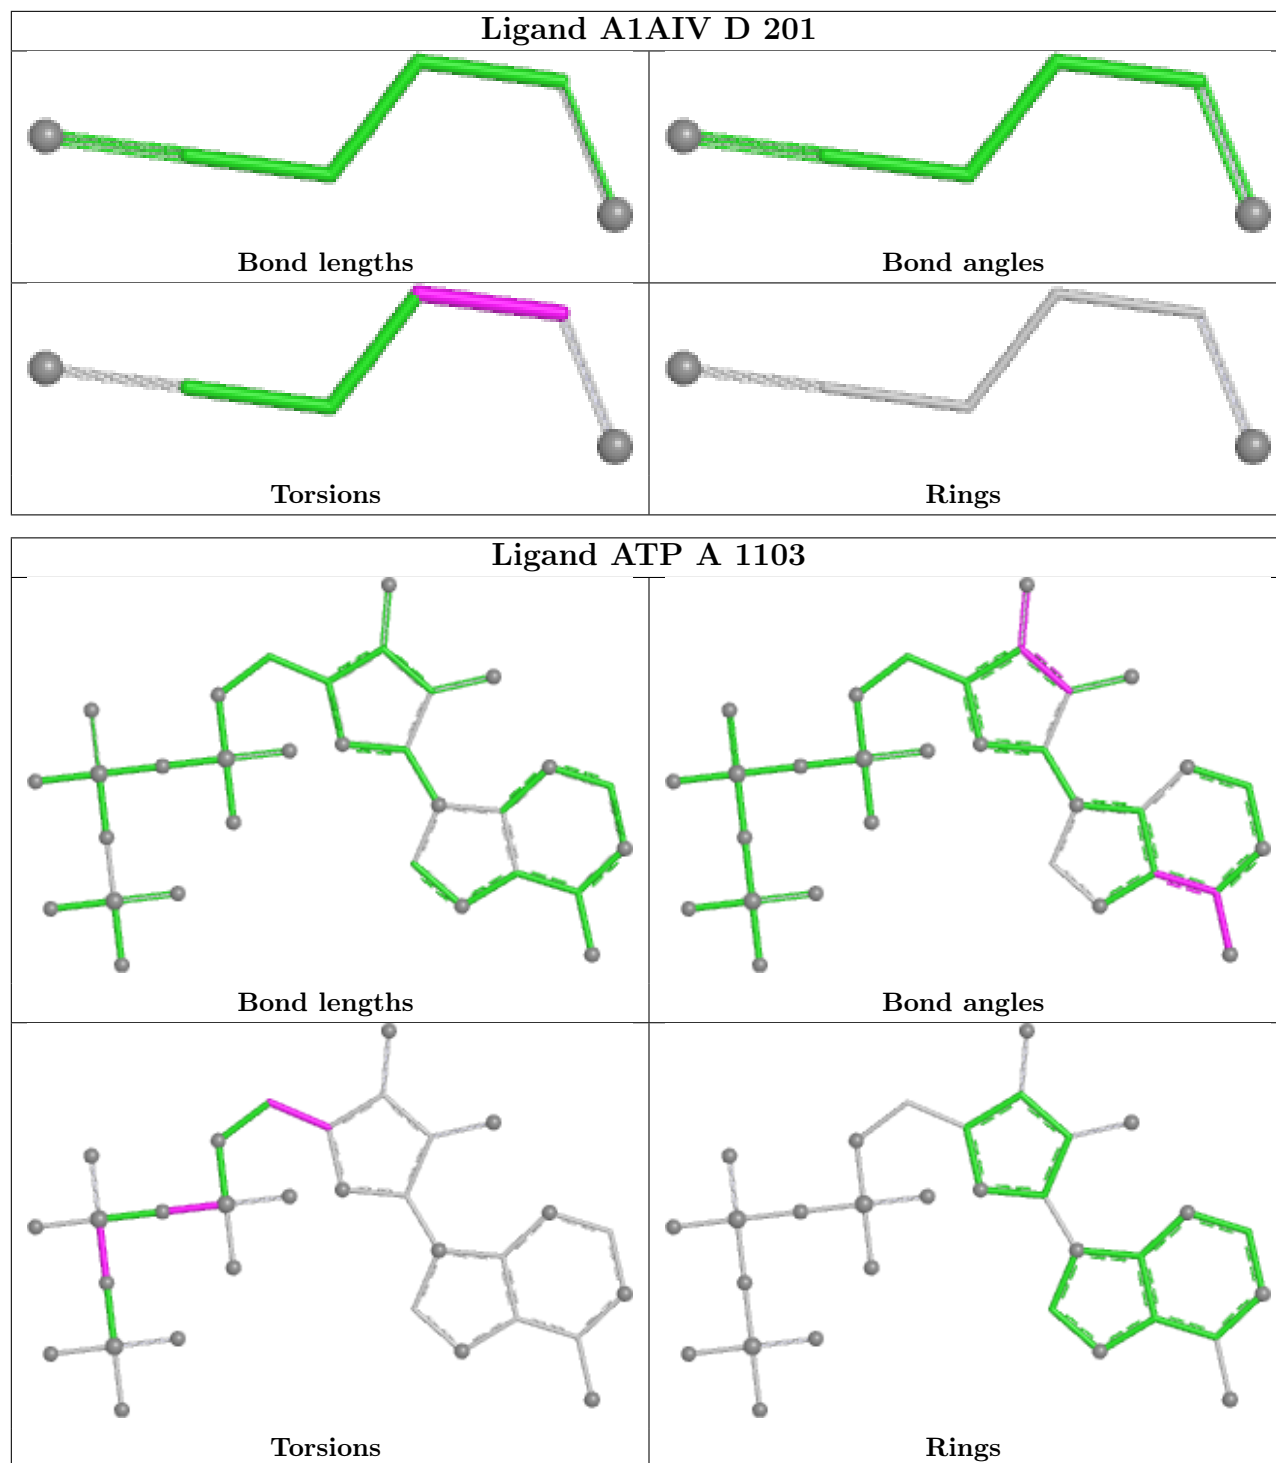 Ligand A1AIV D 201
Bond lengths
Bond angles
Torsions
Rings
Ligand ATP A 1103
Bond lengths
Bond angles
Torsions
Rings